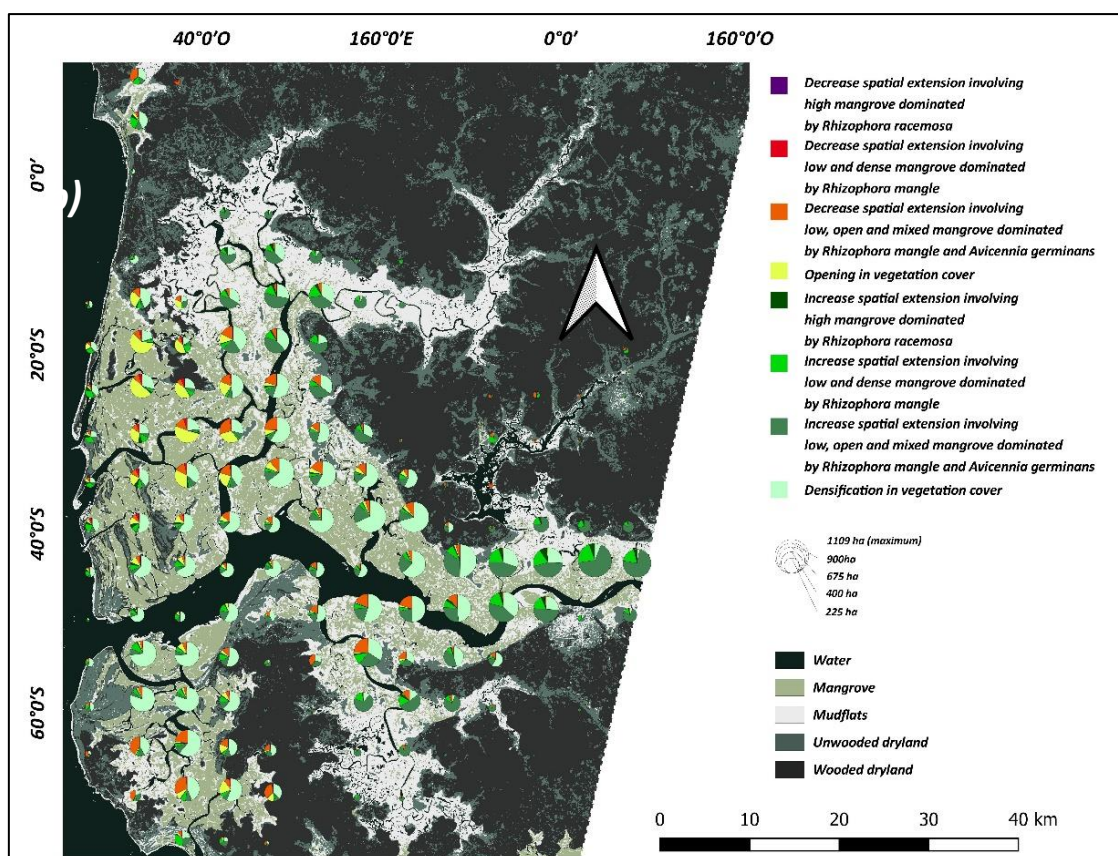 40°0'O 160°0'E 0°0' 160°0'O
0°0'
20°0'S
40°0'S
60°0'S
Decrease spatial extension involving
high mangrove dominated
by Rhizophora racemosa
Decrease spatial extension involving
low and dense mangrove dominated
by Rhizophora mangle
Decrease spatial extension involving
low, open and mixed mangrove dominated
by Rhizophora mangle and Avicennia germinans
Opening in vegetation cover
Increase spatial extension involving
high mangrove dominated
by Rhizophora racemosa
Increase spatial extension involving
low and dense mangrove dominated
by Rhizophora mangle
Increase spatial extension involving
low, open and mixed mangrove dominated
by Rhizophora mangle and Avicennia germinans
Densification in vegetation cover
1109 ha (maximum)
900ha
675 ha
400 ha
225 ha
Water
Mangrove
Mudflats
Unwooded dryland
Wooded dryland
0 10 20 30 40 km